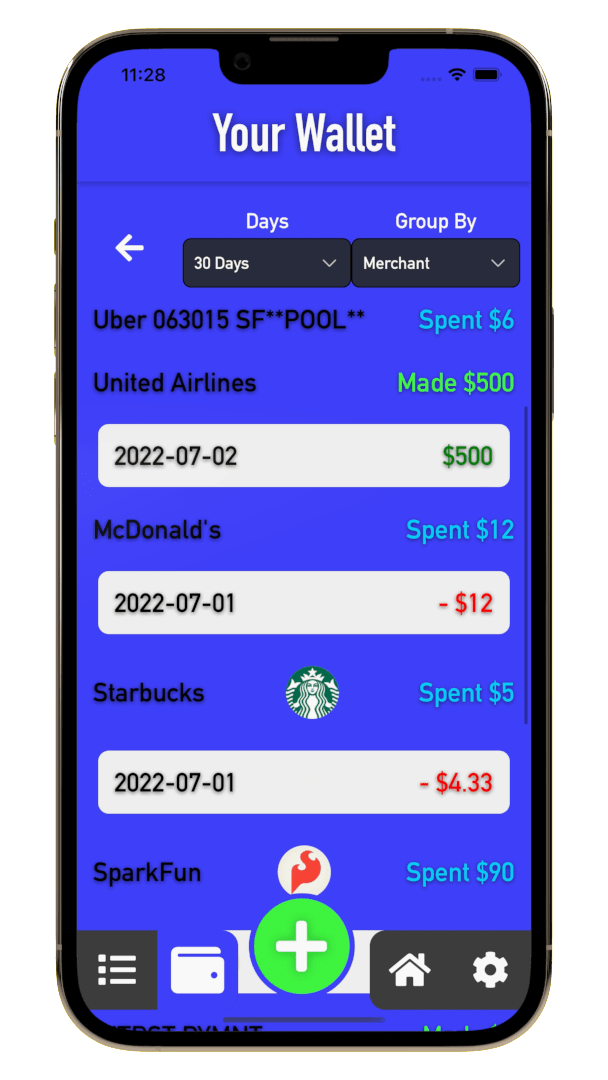 11:28
Your Wallet
Days Group By
30 Days Merchant
Uber 063015 SF**POOL** Spent $6
United Airlines Made $500
2022-07-02 $500
McDonald's Spent $12
2022-07-01 - $12
Starbucks Spent $5
2022-07-01 - $4.33
SparkFun Spent $90